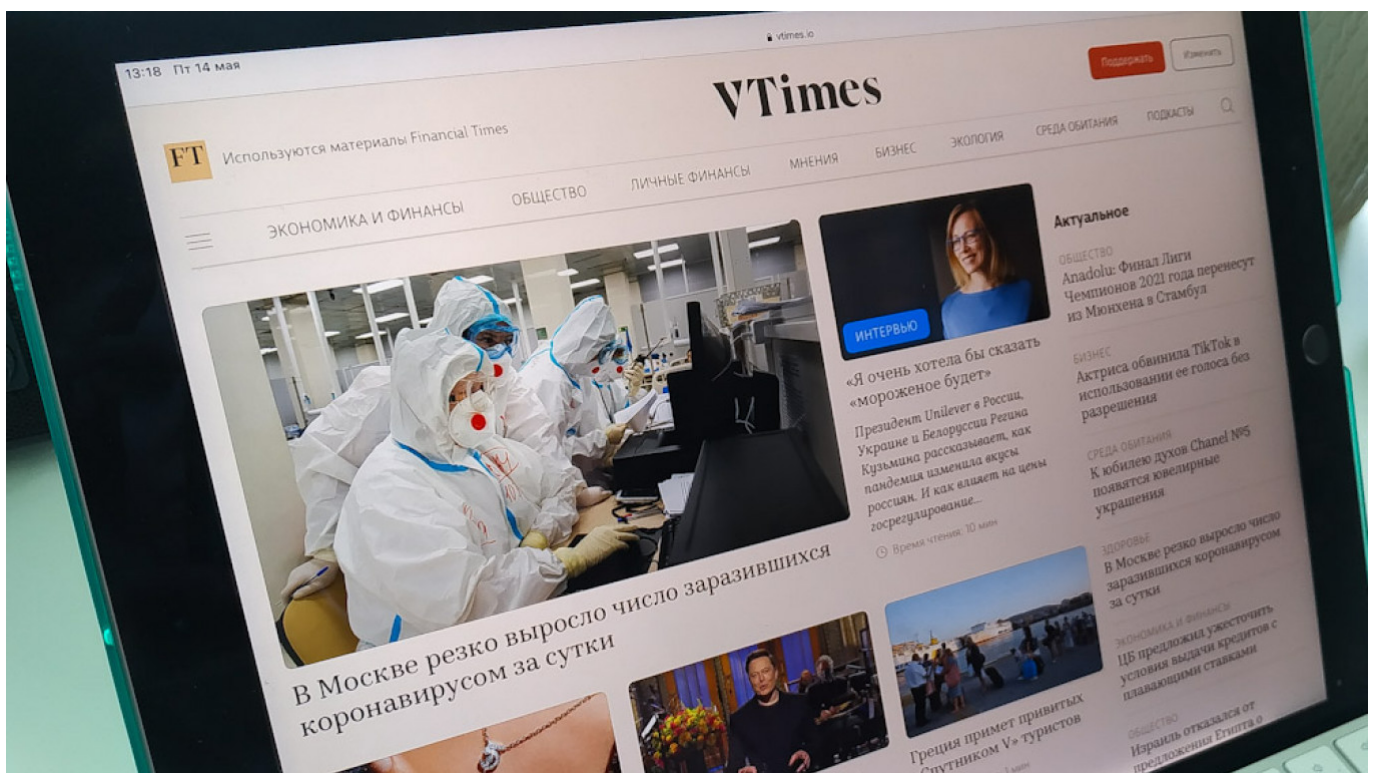 13:18 Пт 14 мая
vtimes.io
FT
Используются материалы Financial Times
VTimes
Поддержать
Изменить
ЭКОНОМИКА И ФИНАНСЫ
ОБЩЕСТВО
ЛИЧНЫЕ ФИНАНСЫ
МНЕНИЯ
БИЗНЕС
ЭКОЛОГИЯ
СРЕДА ОБИТАНИЯ
ПОДКАСТЫ
В Москве резко выросло число заразившихся
коронавирусом за сутки
ИНТЕРВЬЮ
«Я очень хотела бы сказать
«мороженое будет»
Президент Unilever в России,
Украине и Белоруссии Регина
Кузьмина рассказывает, как
пандемия изменила вкусы
россиян. И как влияет на цены
госрегулирование...
Время чтения: 10 мин
Греция примет привитых
«Спутником V» туристов
мин
Актуальное
ОБЩЕСТВО
Anadolu: Финал Лиги
Чемпионов 2021 года перенесут
из Мюнхена в Стамбул
БИЗНЕС
Актриса обвинила TikTok в
использовании ее голоса без
разрешения
СРЕДА ОБИТАНИЯ
К юбилею духов Chanel №5
появятся ювелирные
украшения
ЗДОРОВЬЕ
В Москве резко выросло число
заразившихся коронавирусом
за сутки
ЭКОНОМИКА И ФИНАНСЫ
ЦБ предложил ужесточить
условия выдачи кредитов с
плавающими ставками
ОБЩЕСТВО
Израиль отказался от
предложения Египта о